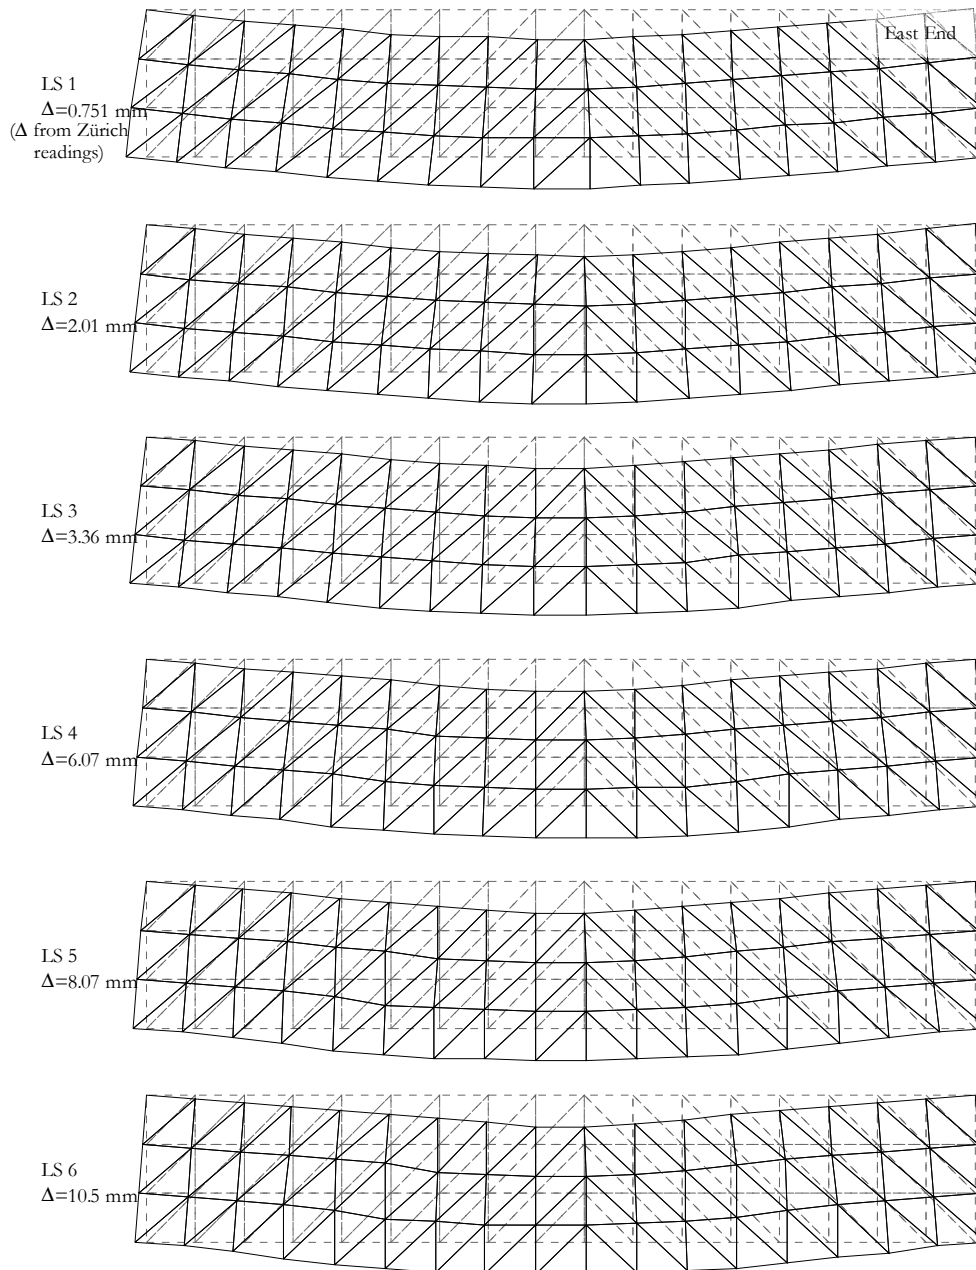 East End
LS 1
Δ=0.751 mm
(Δ from Zürich
readings)
LS 2
Δ=2.01 mm
LS 3
Δ=3.36 mm
LS 4
Δ=6.07 mm
LS 5
Δ=8.07 mm
LS 6
Δ=10.5 mm